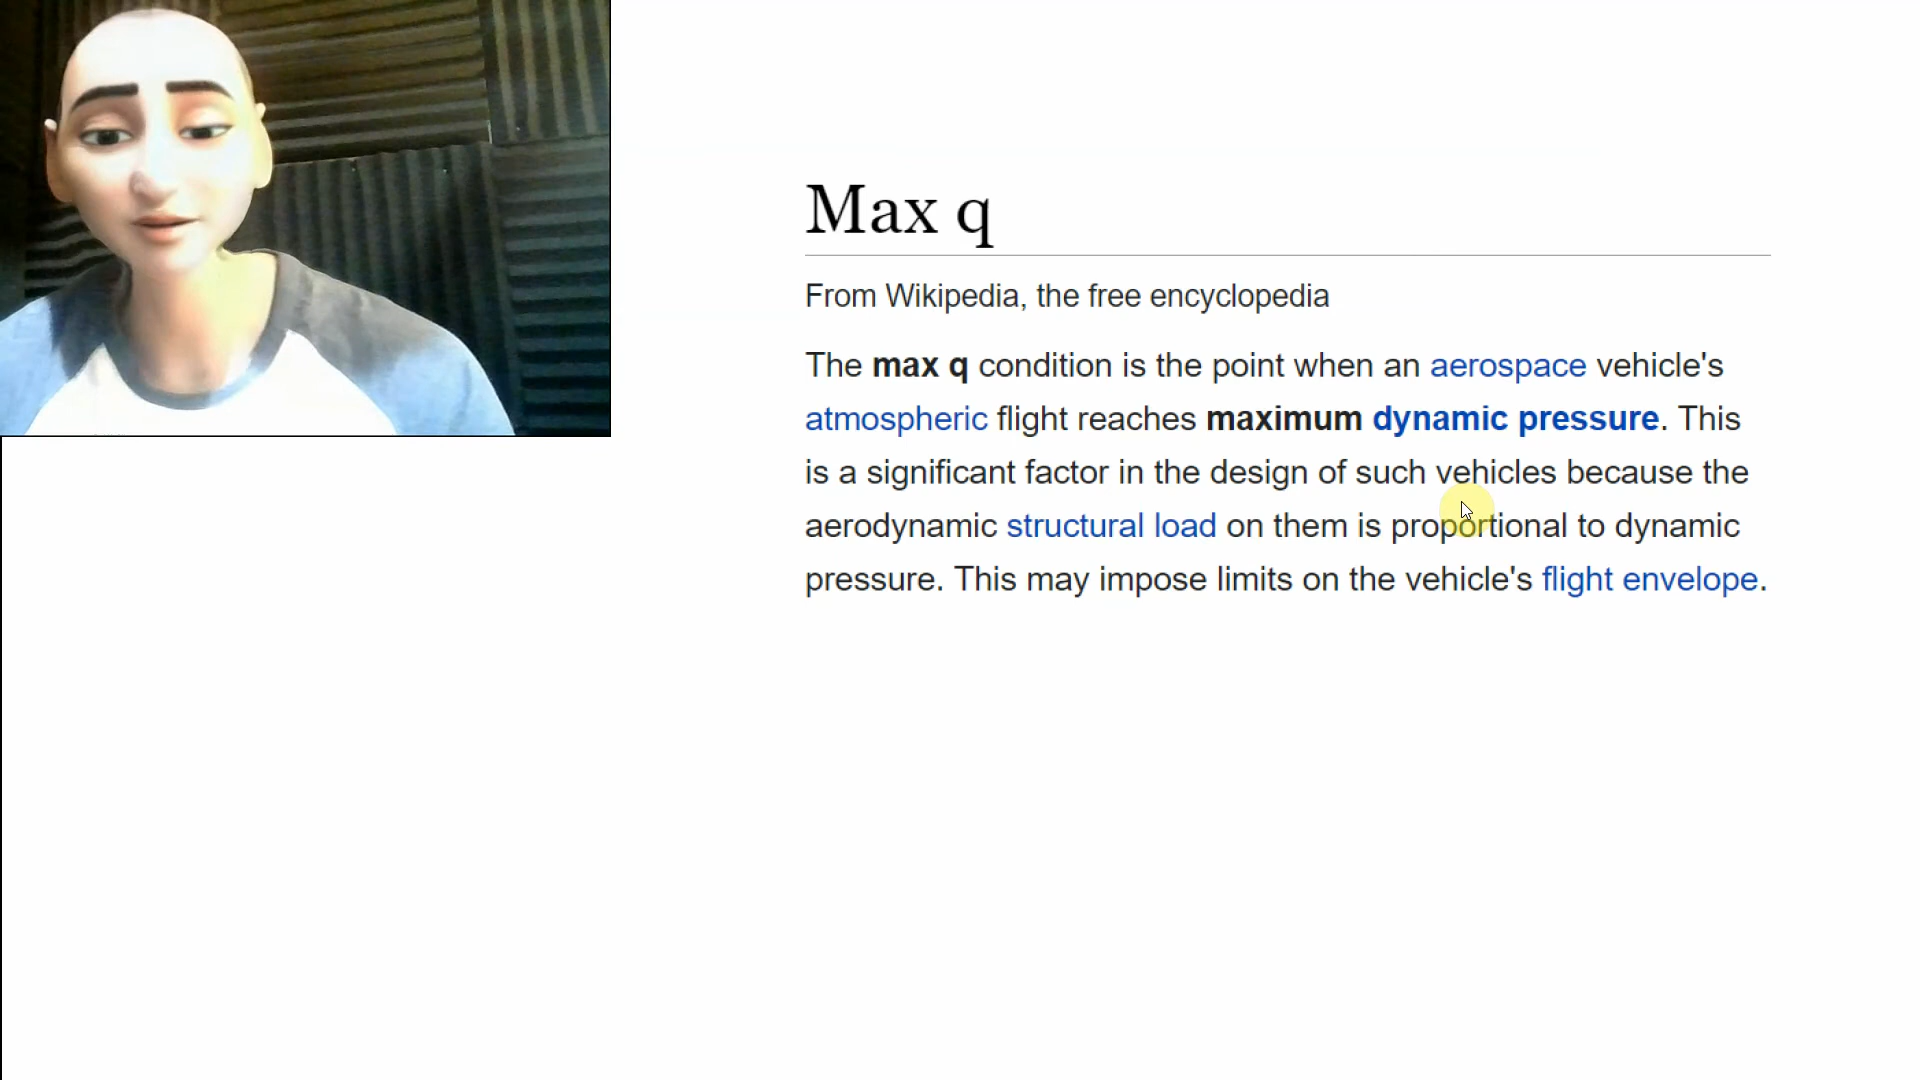 Max q
From Wikipedia, the free encyclopedia
The max q condition is the point when an aerospace vehicle's
atmospheric flight reaches maximum dynamic pressure. This
is a significant factor in the design of such vehicles because the
aerodynamic structural load on them is proportional to dynamic
pressure. This may impose limits on the vehicle's flight envelope.